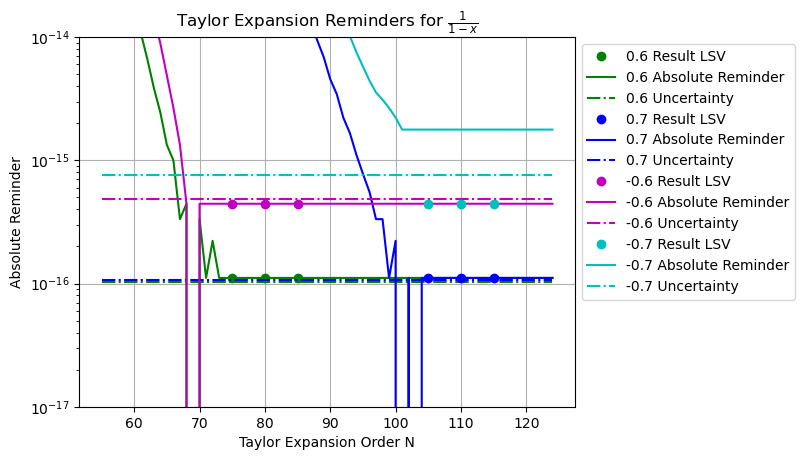 Taylor Expansion Reminders for 1/(1 − x)
10⁻¹⁴
10⁻¹⁵
10⁻¹⁶
10⁻¹⁷
Absolute Reminder
60 70 80 90 100 110 120
Taylor Expansion Order N
0.6 Result LSV
0.6 Absolute Reminder
0.6 Uncertainty
0.7 Result LSV
0.7 Absolute Reminder
0.7 Uncertainty
-0.6 Result LSV
-0.6 Absolute Reminder
-0.6 Uncertainty
-0.7 Result LSV
-0.7 Absolute Reminder
-0.7 Uncertainty